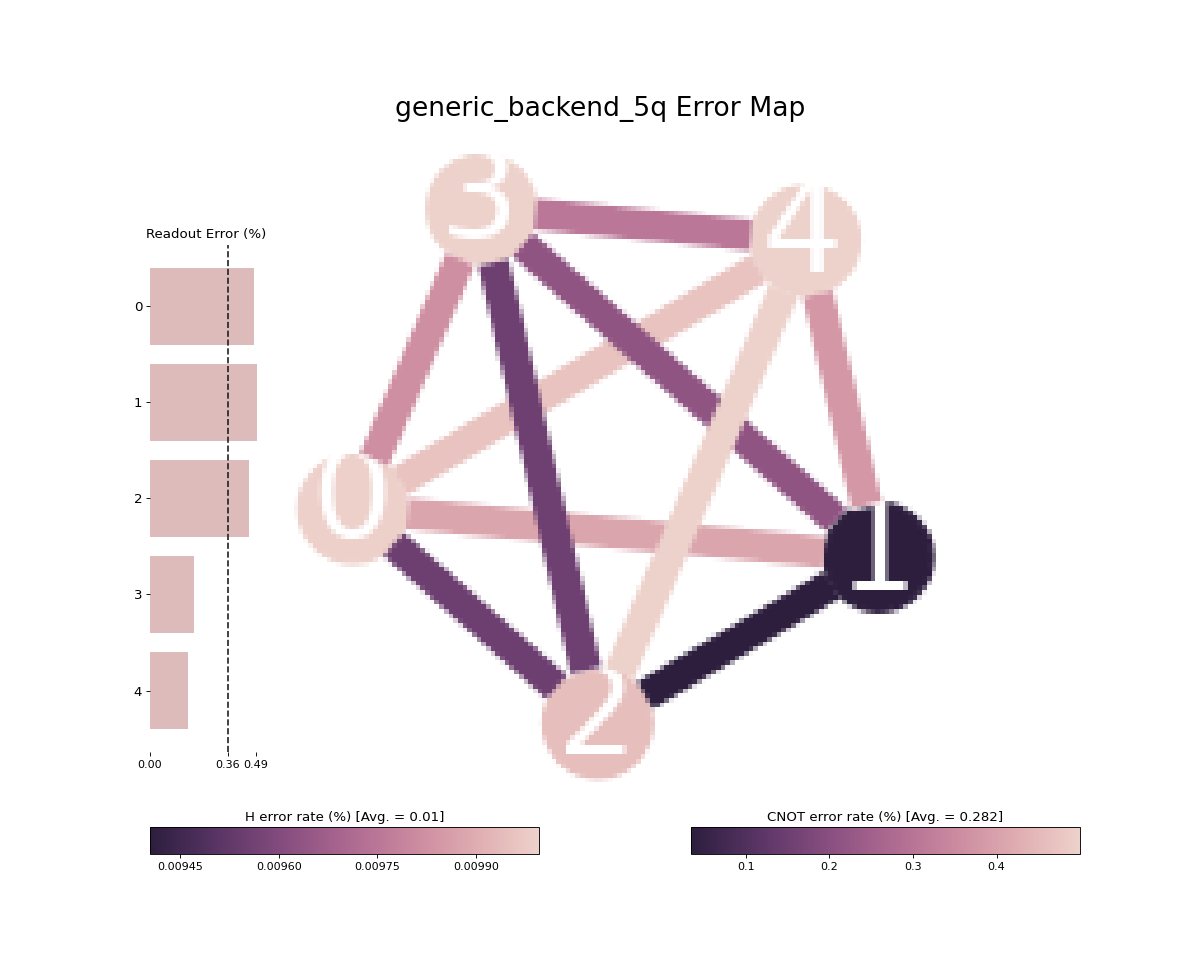 generic_backend_5q Error Map
3
4
Readout Error (%)
0
1
2
3
4
0.00 0.36 0.49
0
1
2
H error rate (%) [Avg. = 0.01]
0.00945 0.00960 0.00975 0.00990
CNOT error rate (%) [Avg. = 0.282]
0.1 0.2 0.3 0.4